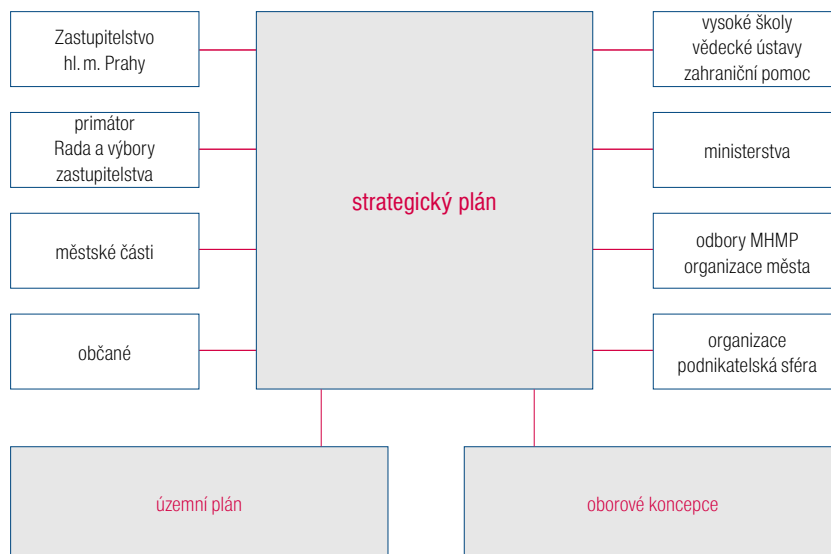 Zastupitelstvo
hl. m. Prahy
primátor
Rada a výbory
zastupitelstva
městské části
občané
strategický plán
vysoké školy
vědecké ústavy
zahraniční pomoc
ministerstva
odbory MHMP
organizace města
organizace
podnikatelská sféra
územní plán
oborové koncepce